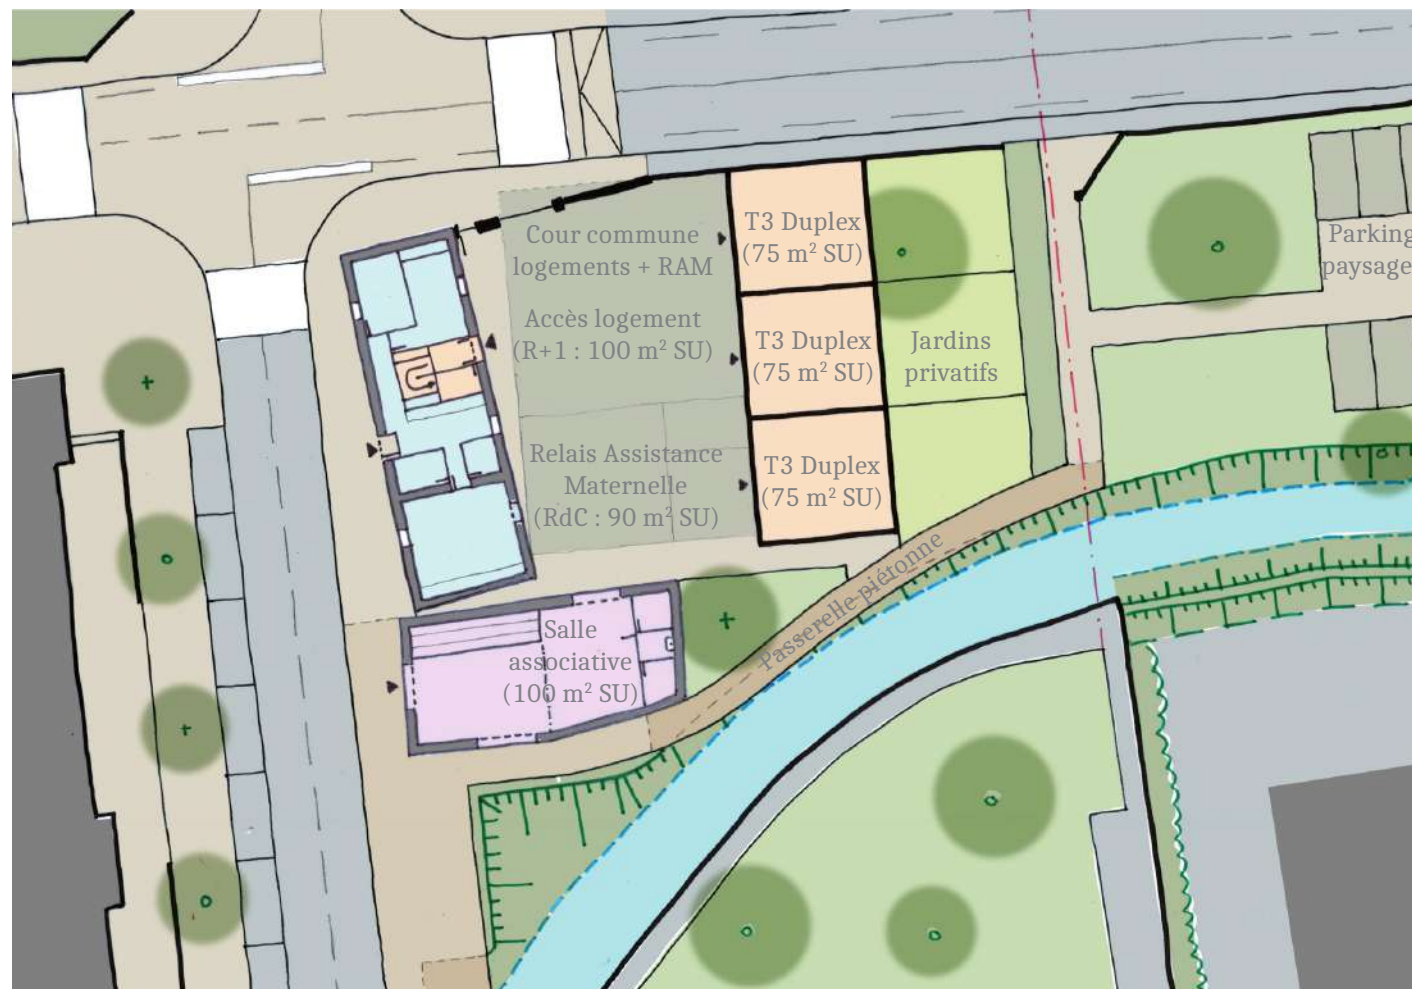 Cour commune
logements + RAM
Accès logement
(R+1 : 100 m² SU)
Relais Assistance
Maternelle
(RdC : 90 m² SU)
T3 Duplex
(75 m² SU)
T3 Duplex
(75 m² SU)
T3 Duplex
(75 m² SU)
Jardins
privatifs
Parking
paysage
Salle
associative
(100 m² SU)
Passerelle piétonne